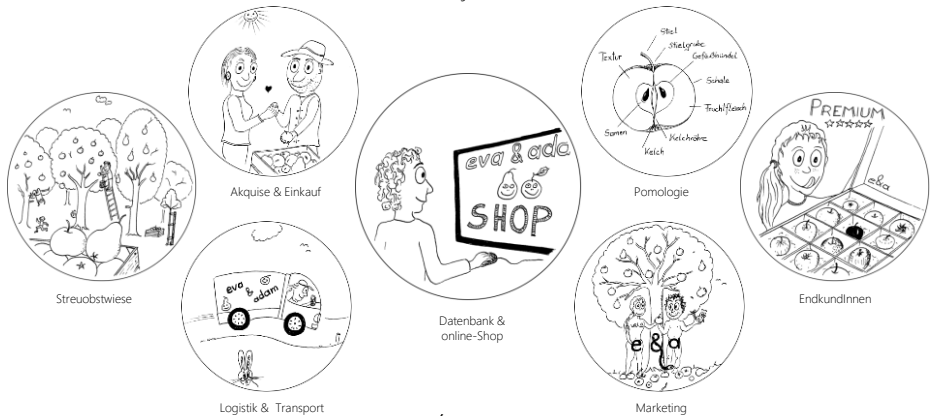 Streuobstwiese
Akquise & Einkauf
eva
&
adam
Logistik & Transport
eva & ada
SHOP
Datenbank &
online-Shop
Stiel
Stielgrube
Gefäßbündel
Textur
Schale
Fruchtfleisch
Samen
Kelchröhre
Kelch
Pomologie
e & a
Marketing
PREMIUM
e&a
EndkundInnen